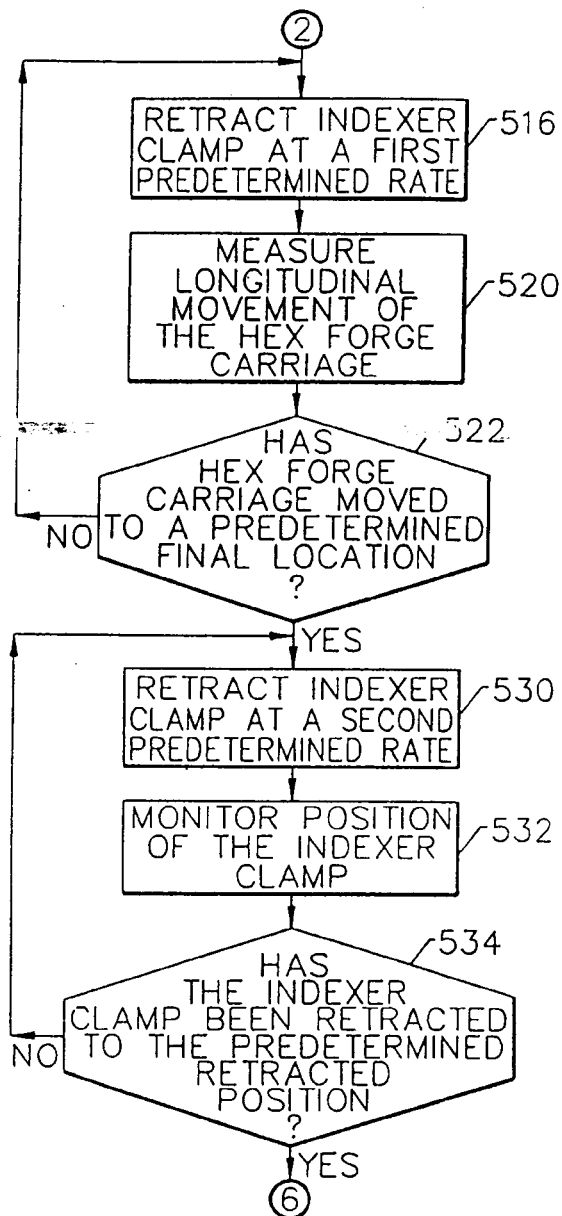 2
RETRACT INDEXER
CLAMP AT A FIRST
PREDETERMINED RATE
516
MEASURE
LONGITUDINAL
MOVEMENT OF
THE HEX FORGE
CARRIAGE
520
HAS
HEX FORGE
CARRIAGE MOVED
TO A PREDETERMINED
FINAL LOCATION
?
522
NO
YES
RETRACT INDEXER
CLAMP AT A SECOND
PREDETERMINED RATE
530
MONITOR POSITION
OF THE INDEXER
CLAMP
532
HAS
THE INDEXER
CLAMP BEEN RETRACTED
TO THE PREDETERMINED
RETRACTED
POSITION
?
534
NO
YES
6